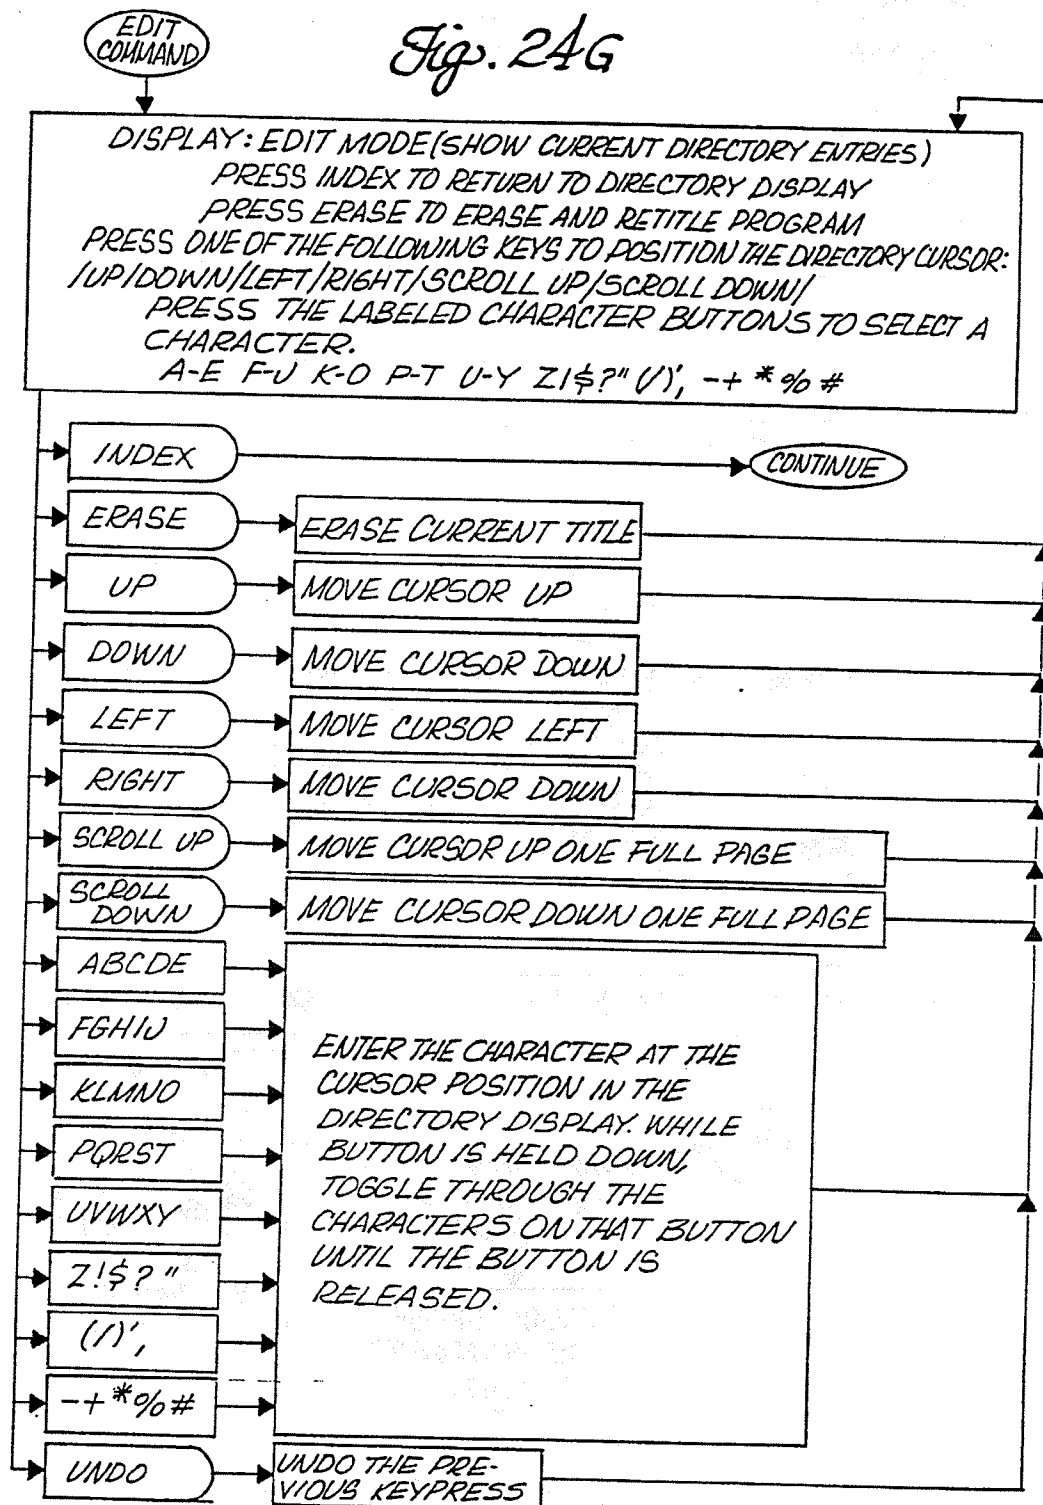 EDIT
COMMAND
Fig. 24G
DISPLAY: EDIT MODE (SHOW CURRENT DIRECTORY ENTRIES)
PRESS INDEX TO RETURN TO DIRECTORY DISPLAY
PRESS ERASE TO ERASE AND RETITLE PROGRAM
PRESS ONE OF THE FOLLOWING KEYS TO POSITION THE DIRECTORY CURSOR:
/UP/DOWN/LEFT/RIGHT/SCROLL UP/SCROLL DOWN/
PRESS THE LABELED CHARACTER BUTTONS TO SELECT A
CHARACTER.
A-E F-J K-O P-T U-Y Z!$?" (/)', -+*%#
INDEX
CONTINUE
ERASE
ERASE CURRENT TITLE
UP
MOVE CURSOR UP
DOWN
MOVE CURSOR DOWN
LEFT
MOVE CURSOR LEFT
RIGHT
MOVE CURSOR DOWN
SCROLL UP
MOVE CURSOR UP ONE FULL PAGE
SCROLL
DOWN
MOVE CURSOR DOWN ONE FULL PAGE
ABCDE
FGHIJ
KLMNO
PQRST
UVWXY
Z!$?"
(/)',
-+*%#
ENTER THE CHARACTER AT THE
CURSOR POSITION IN THE
DIRECTORY DISPLAY. WHILE
BUTTON IS HELD DOWN,
TOGGLE THROUGH THE
CHARACTERS ON THAT BUTTON
UNTIL THE BUTTON IS
RELEASED.
UNDO
UNDO THE PRE-
VIOUS KEYPRESS